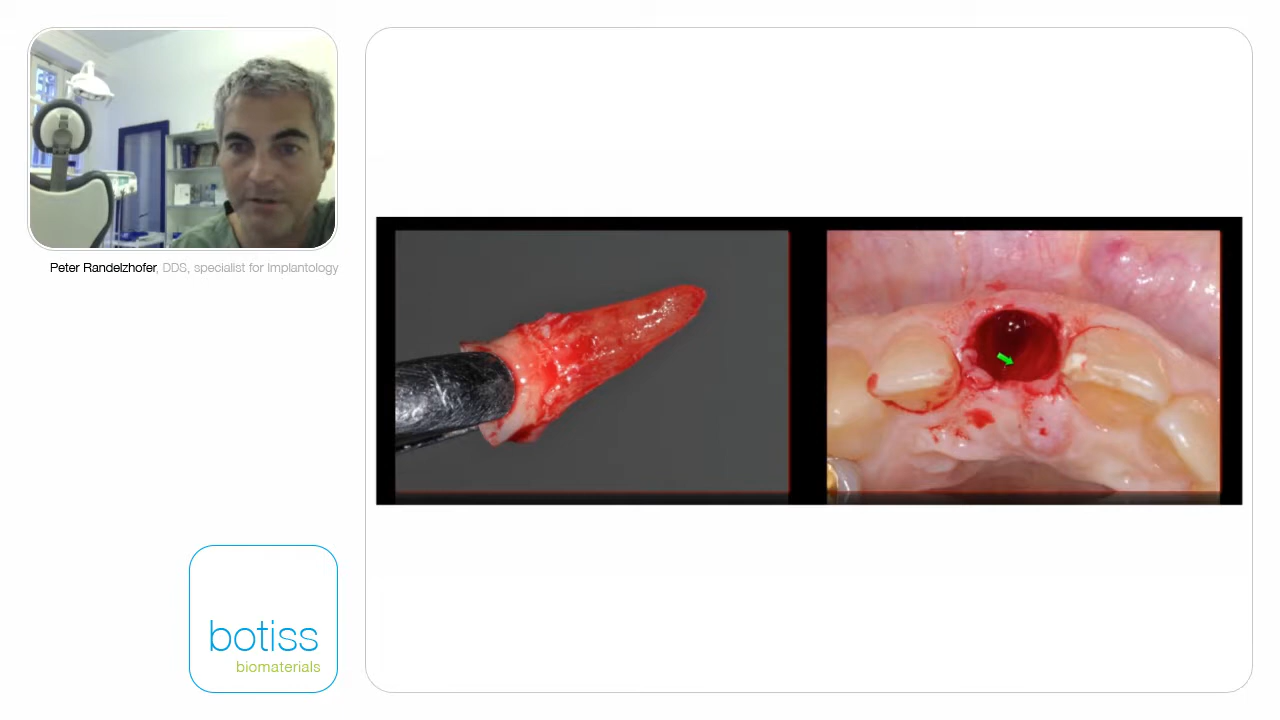 Peter Randelzhofer, DDS, specialist for Implantology
botiss
biomaterials